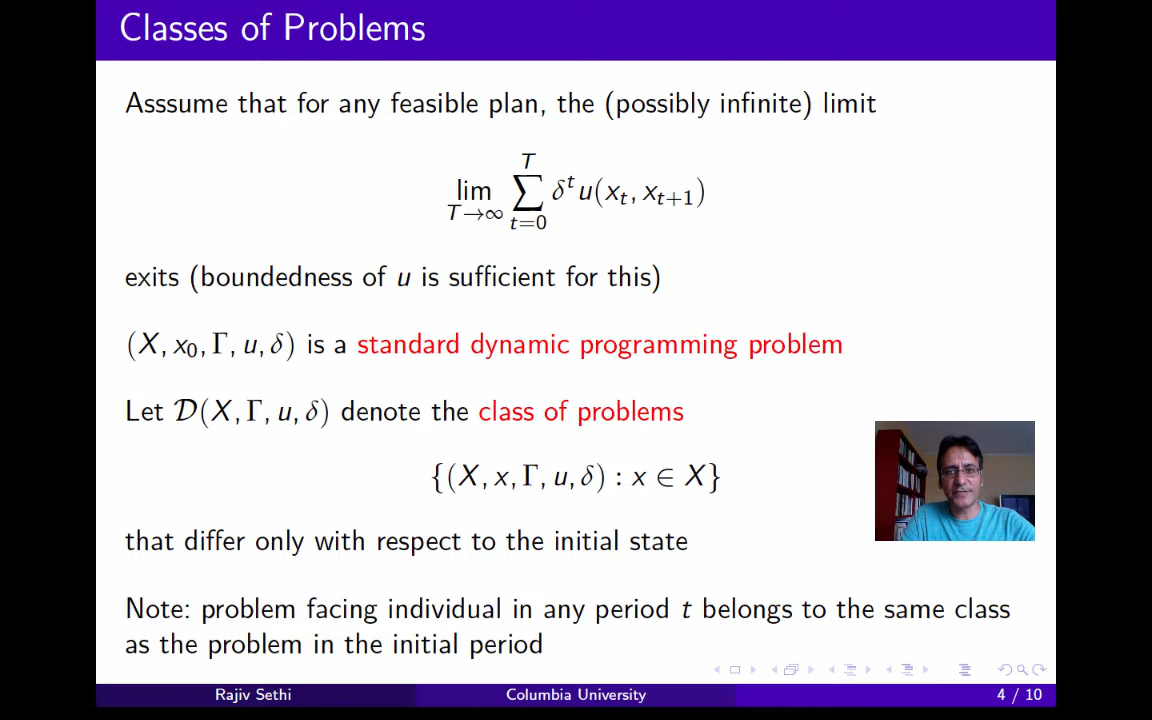 Classes of Problems
Asssume that for any feasible plan, the (possibly infinite) limit
lim_{T→∞} ∑_{t=0}^{T} δ^t u(x_t, x_{t+1})
exits (boundedness of u is sufficient for this)
(X, x_0, Γ, u, δ) is a standard dynamic programming problem
Let 𝒟(X, Γ, u, δ) denote the class of problems
{(X, x, Γ, u, δ) : x ∈ X}
that differ only with respect to the initial state
Note: problem facing individual in any period t belongs to the same class
as the problem in the initial period
Rajiv Sethi Columbia University 4 / 10